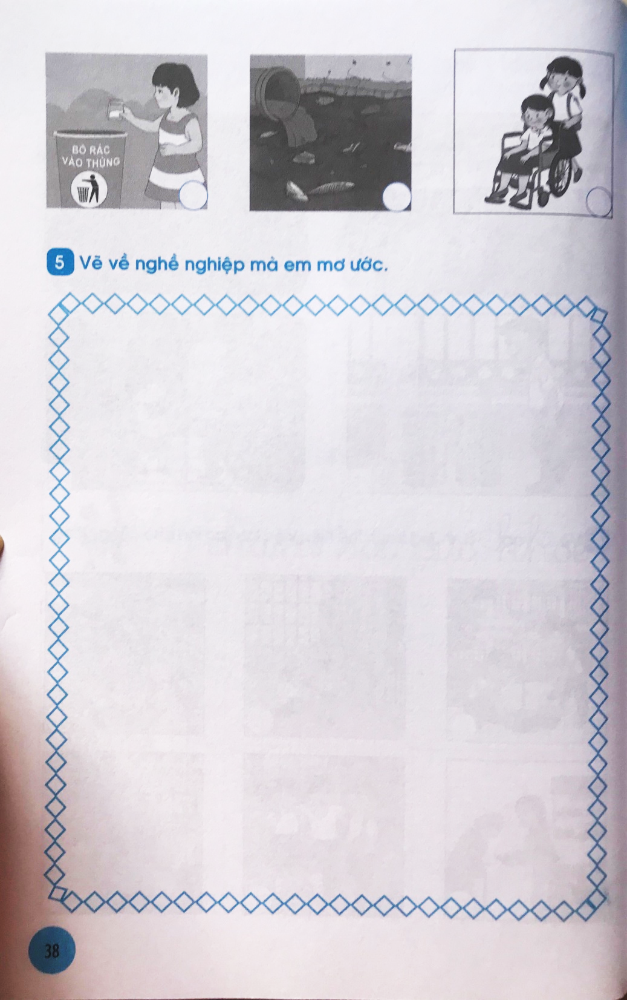 BỎ RÁC
VÀO THÙNG
5 Vẽ về nghề nghiệp mà em mơ ước.
38